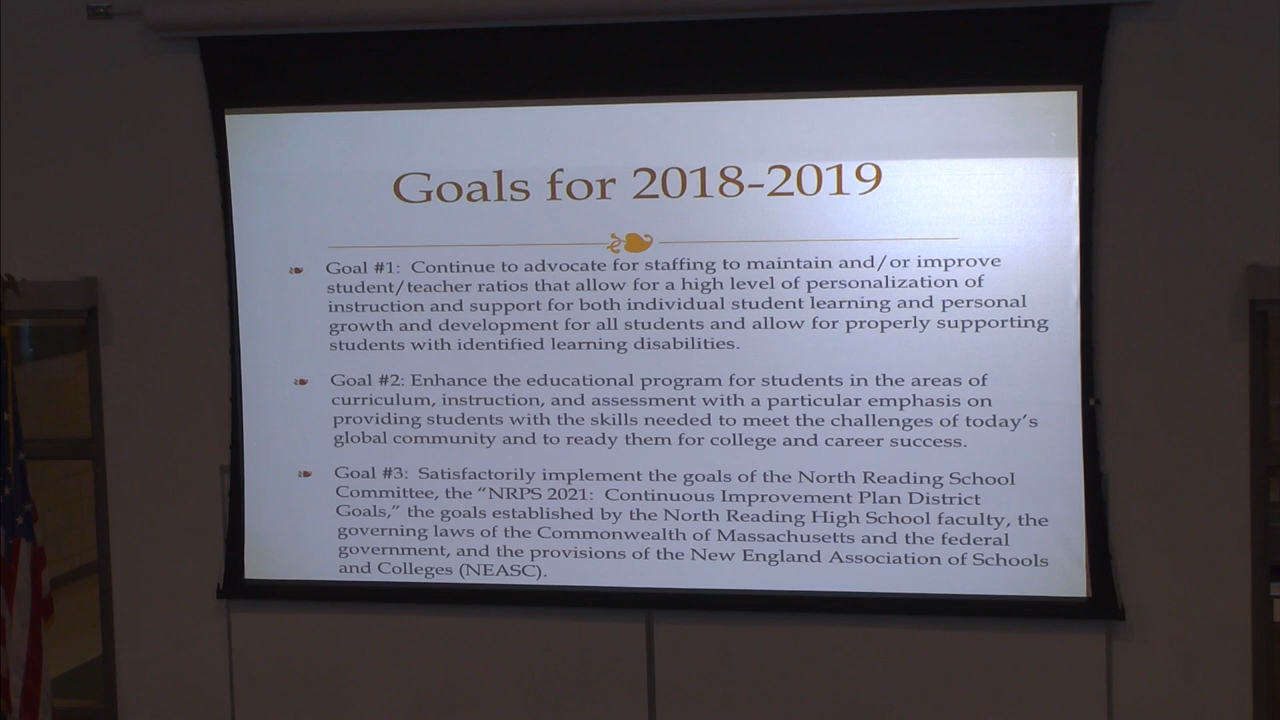 Goals for 2018-2019
Goal #1: Continue to advocate for staffing to maintain and/or improve
student/teacher ratios that allow for a high level of personalization of
instruction and support for both individual student learning and personal
growth and development for all students and allow for properly supporting
students with identified learning disabilities.
Goal #2: Enhance the educational program for students in the areas of
curriculum, instruction, and assessment with a particular emphasis on
providing students with the skills needed to meet the challenges of today's
global community and to ready them for college and career success.
Goal #3: Satisfactorily implement the goals of the North Reading School
Committee, the “NRPS 2021: Continuous Improvement Plan District
Goals,” the goals established by the North Reading High School faculty, the
governing laws of the Commonwealth of Massachusetts and the federal
government, and the provisions of the New England Association of Schools
and Colleges (NEASC).